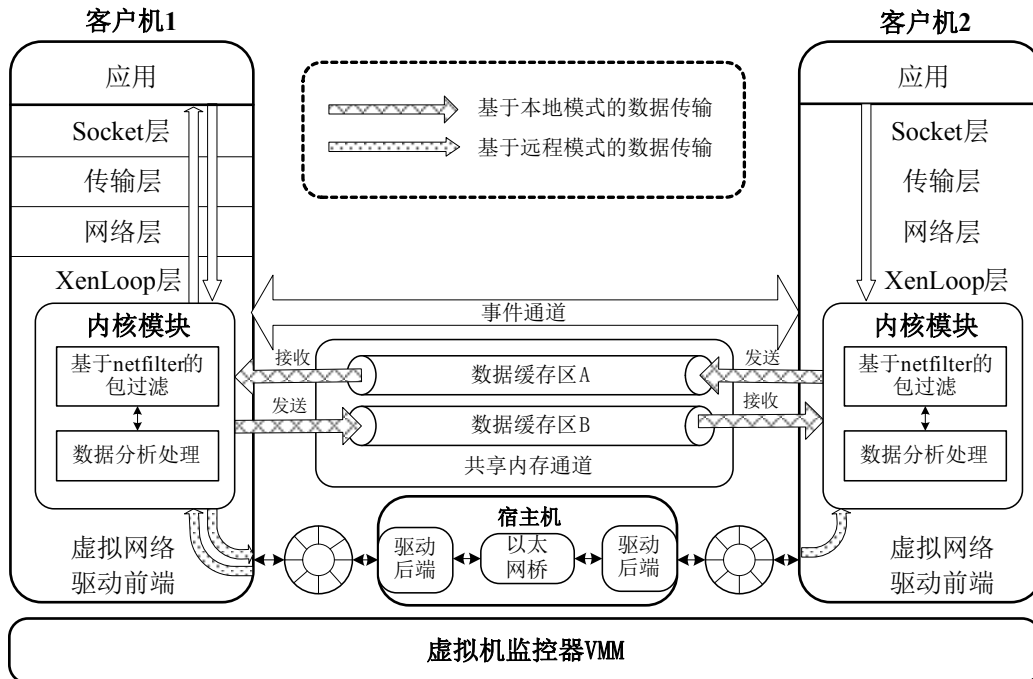 客户机1
客户机2
应用
应用
基于本地模式的数据传输
基于远程模式的数据传输
Socket层
传输层
网络层
XenLoop层
Socket层
传输层
网络层
XenLoop层
内核模块
基于netfilter的
包过滤
数据分析处理
事件通道
接收
发送
数据缓存区A
数据缓存区B
共享内存通道
发送
接收
内核模块
基于netfilter的
包过滤
数据分析处理
虚拟网络
驱动前端
宿主机
驱动
后端
以太
网桥
驱动
后端
虚拟网络
驱动前端
虚拟机监控器VMM